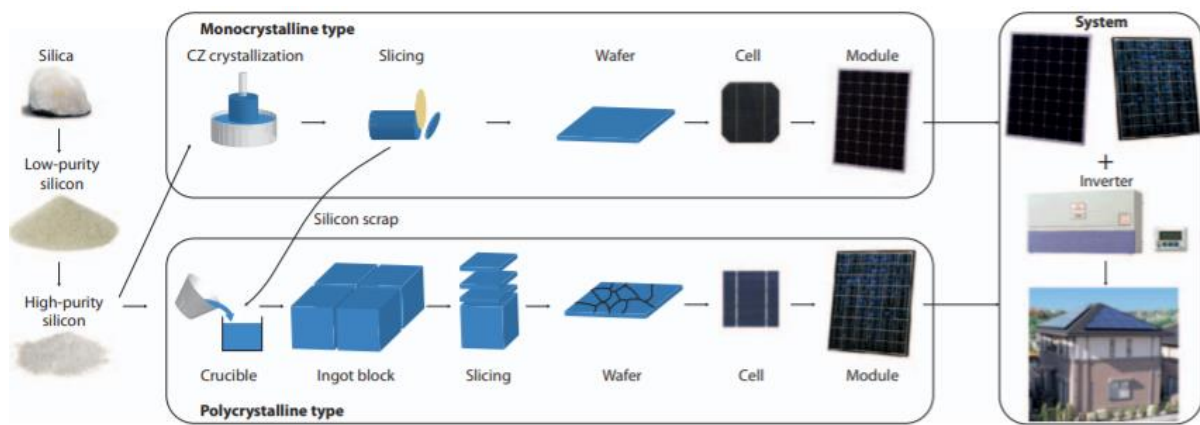 Silica
Low-purity
silicon
High-purity
silicon
Monocrystalline type
CZ crystallization
Slicing
Wafer
Cell
Module
Silicon scrap
Crucible
Ingot block
Slicing
Wafer
Cell
Module
Polycrystalline type
System
+
Inverter